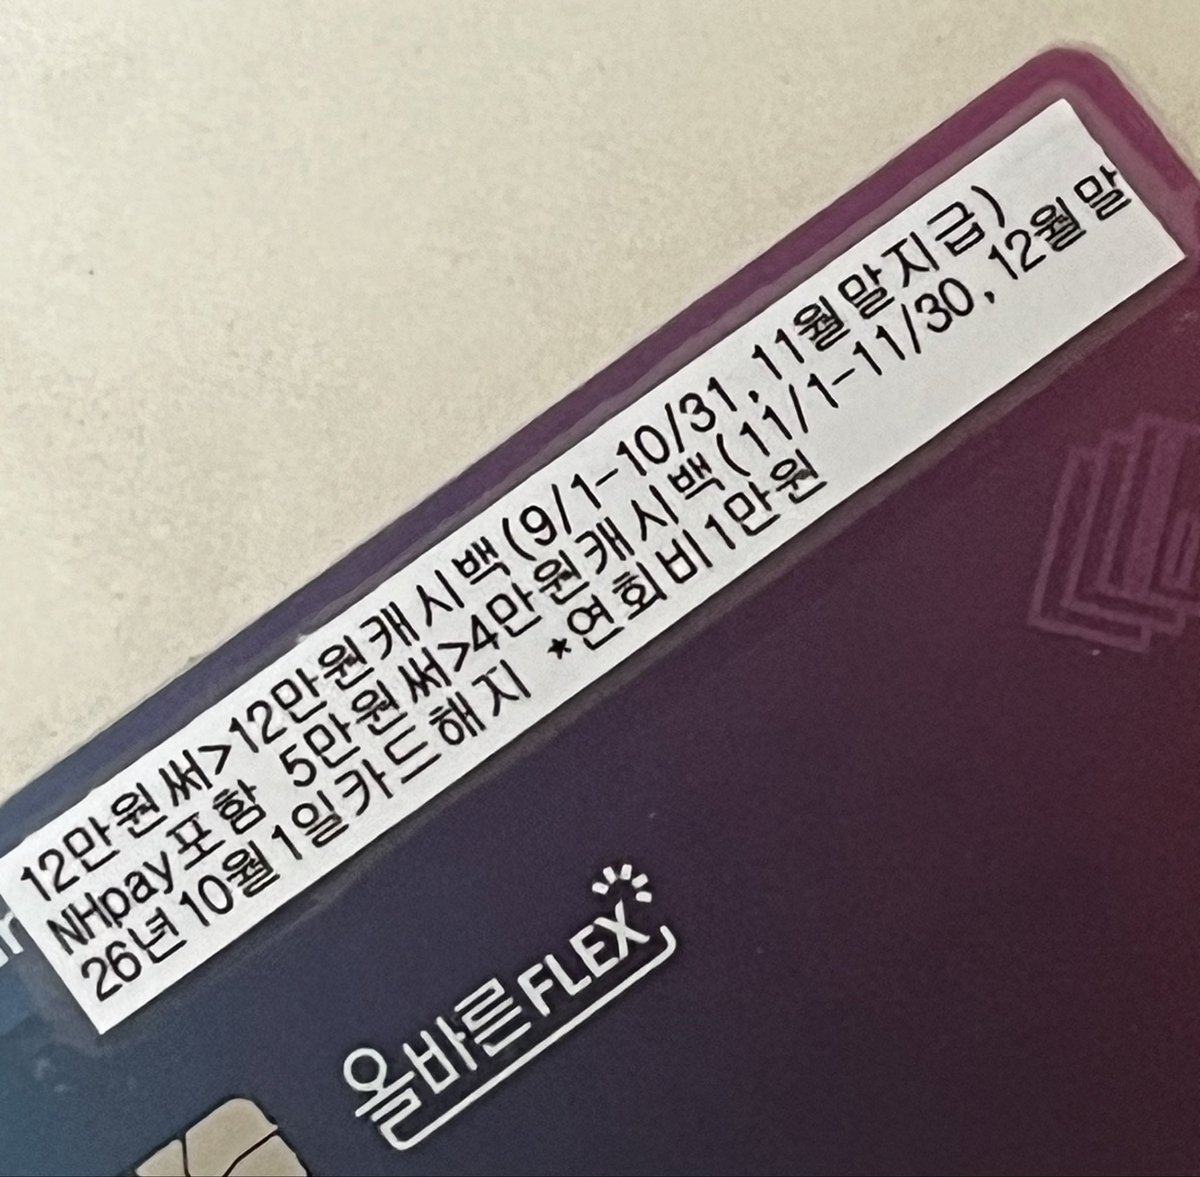 12만원써>12만원캐시백(9/1-10/31,11월말지급)
NHpay포함 5만원써>4만원캐시백(11/1-11/30,12월말
26년10월1일카드해지 *연회비1만원
올바른FLEX